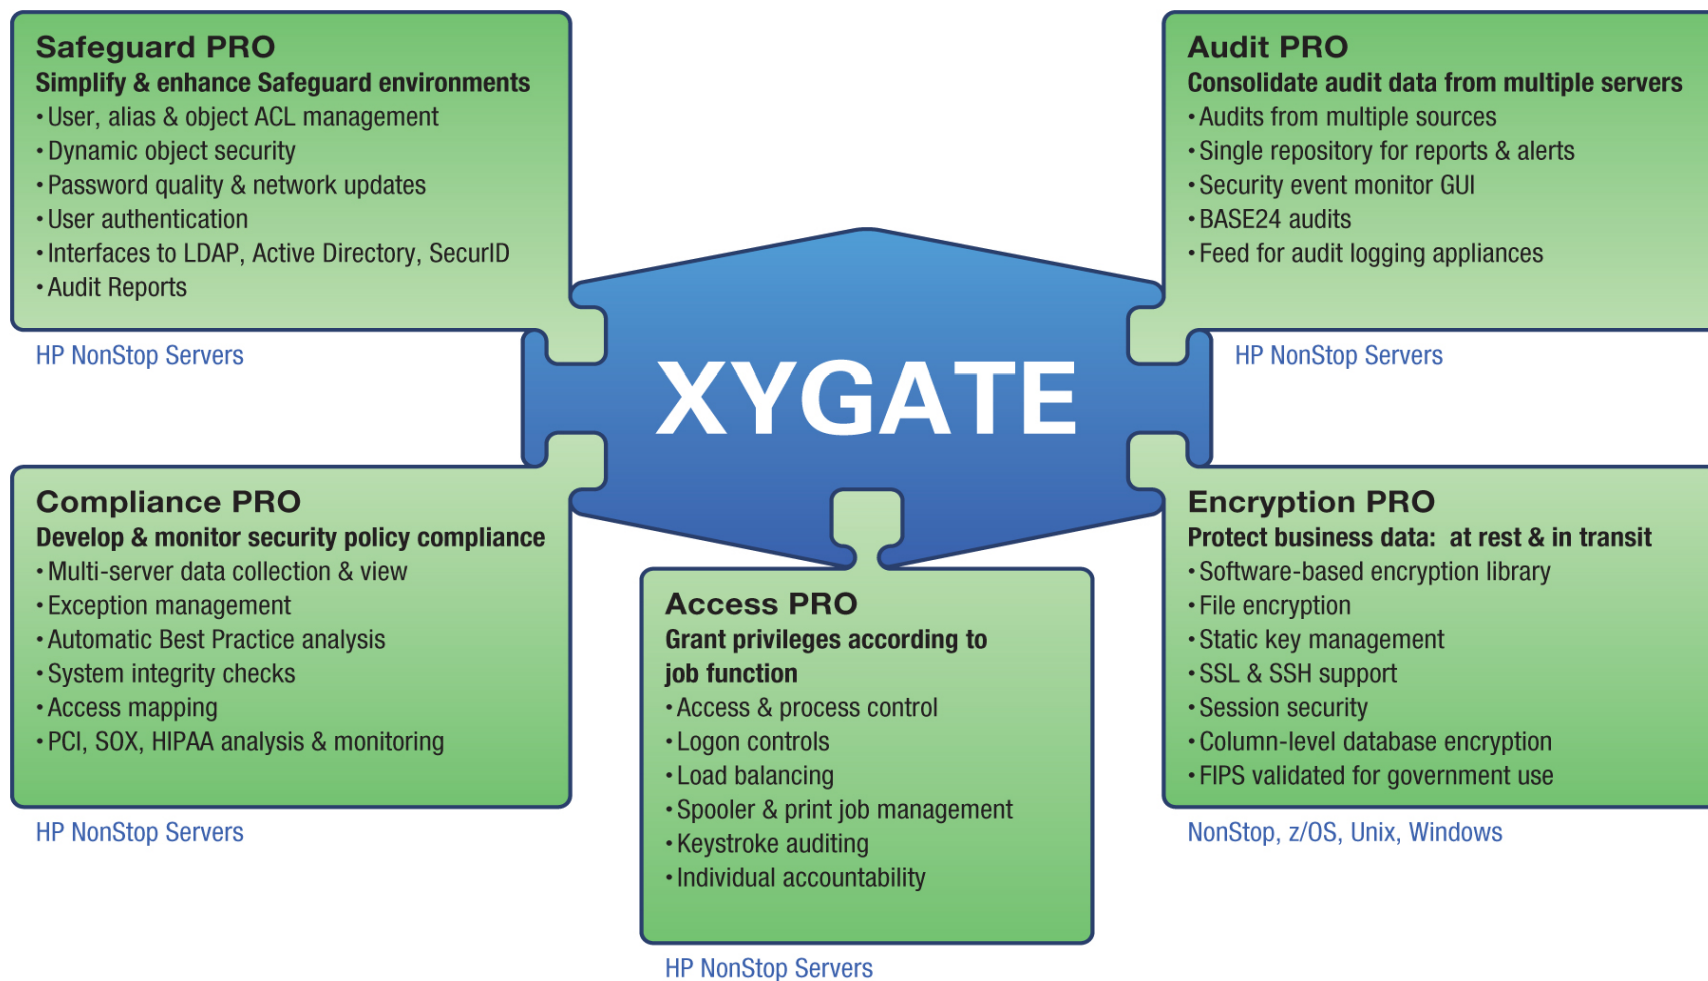 Safeguard PRO
Simplify & enhance Safeguard environments
• User, alias & object ACL management
• Dynamic object security
• Password quality & network updates
• User authentication
• Interfaces to LDAP, Active Directory, SecurID
• Audit Reports
HP NonStop Servers
Audit PRO
Consolidate audit data from multiple servers
• Audits from multiple sources
• Single repository for reports & alerts
• Security event monitor GUI
• BASE24 audits
• Feed for audit logging appliances
HP NonStop Servers
XYGATE
Compliance PRO
Develop & monitor security policy compliance
• Multi-server data collection & view
• Exception management
• Automatic Best Practice analysis
• System integrity checks
• Access mapping
• PCI, SOX, HIPAA analysis & monitoring
HP NonStop Servers
Access PRO
Grant privileges according to
job function
• Access & process control
• Logon controls
• Load balancing
• Spooler & print job management
• Keystroke auditing
• Individual accountability
HP NonStop Servers
Encryption PRO
Protect business data:  at rest & in transit
• Software-based encryption library
• File encryption
• Static key management
• SSL & SSH support
• Session security
• Column-level database encryption
• FIPS validated for government use
NonStop, z/OS, Unix, Windows